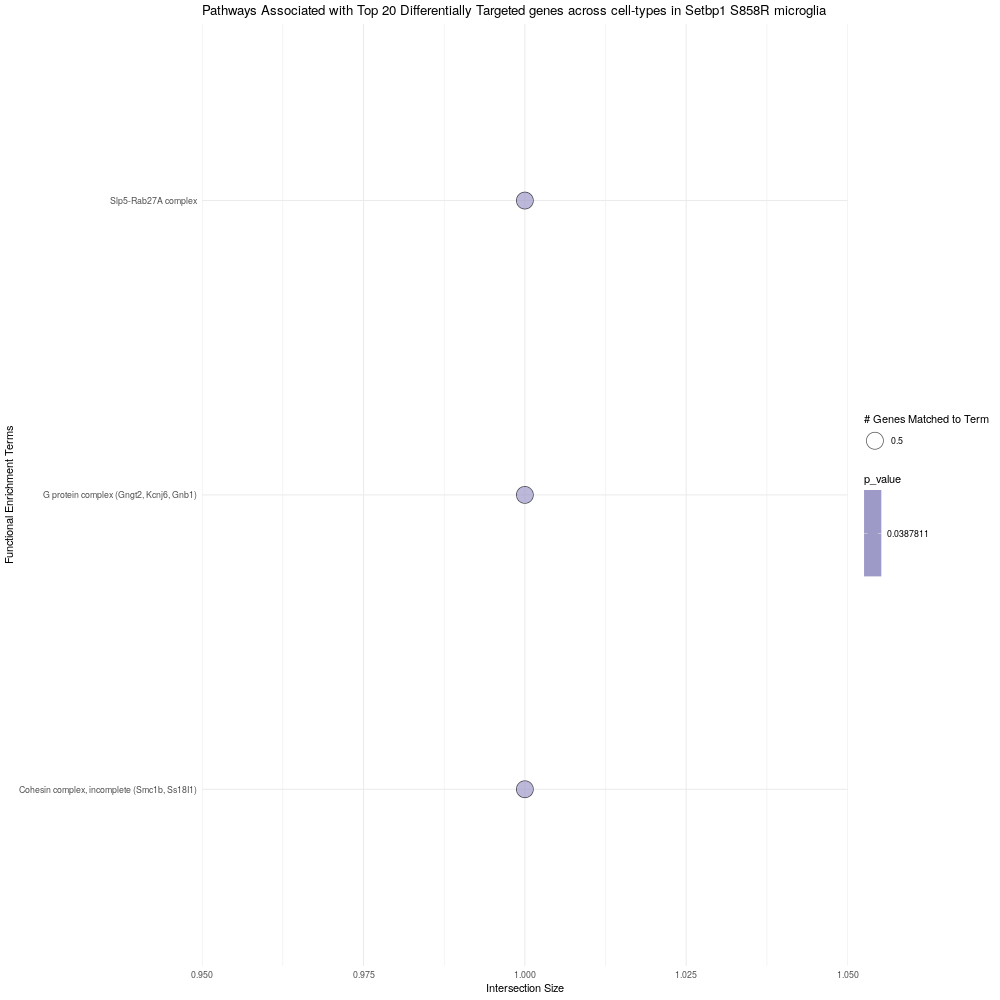 Pathways Associated with Top 20 Differentially Targeted genes across cell-types in Setbp1 S858R microglia
Functional Enrichment Terms
Slp5-Rab27A complex
G protein complex (Gngt2, Kcnj6, Gnb1)
Cohesin complex, incomplete (Smc1b, Ss18l1)
0.950
0.975
1.000
1.025
1.050
Intersection Size
# Genes Matched to Term
0.5
p_value
0.0387811